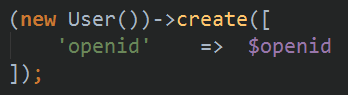 (new User())->create([
    'openid'    =>  $openid
]);